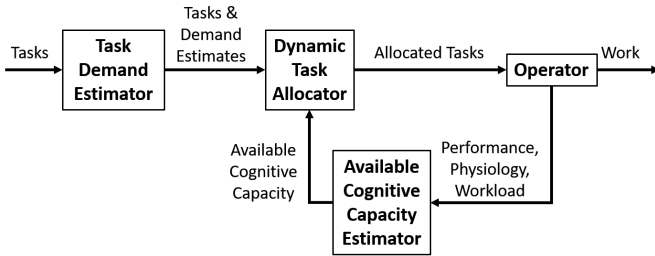 Tasks
Task
Demand
Estimator
Tasks &
Demand
Estimates
Dynamic
Task
Allocator
Allocated Tasks
Operator
Work
Available
Cognitive
Capacity
Available
Cognitive
Capacity
Estimator
Performance,
Physiology,
Workload